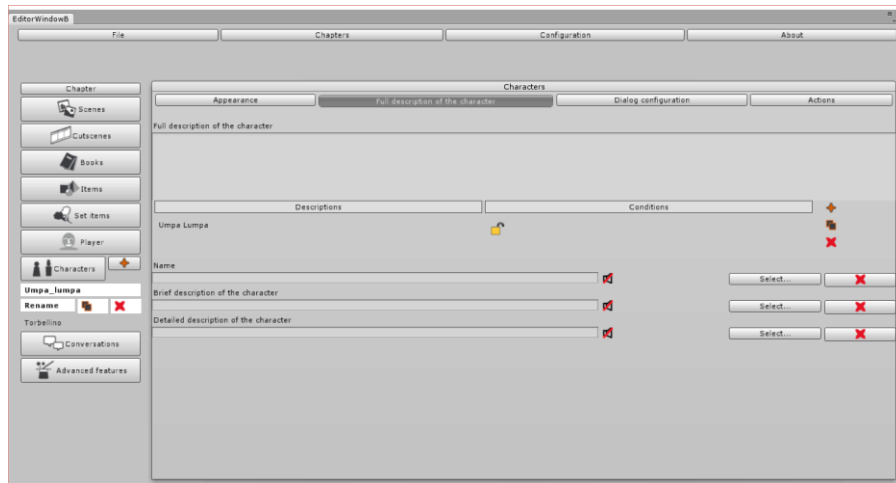 EditorWindowB
File Chapters Configuration About
Chapter
Characters
Scenes
Appearance Full description of the character Dialog configuration Actions
Cutscenes
Full description of the character
Books
Items
Set items
Descriptions Conditions
Umpa Lumpa
Player
Characters
Name
Select...
Umpa_lumpa
Brief description of the character
Rename
Select...
Torbellino
Detailed description of the character
Select...
Conversations
Advanced features